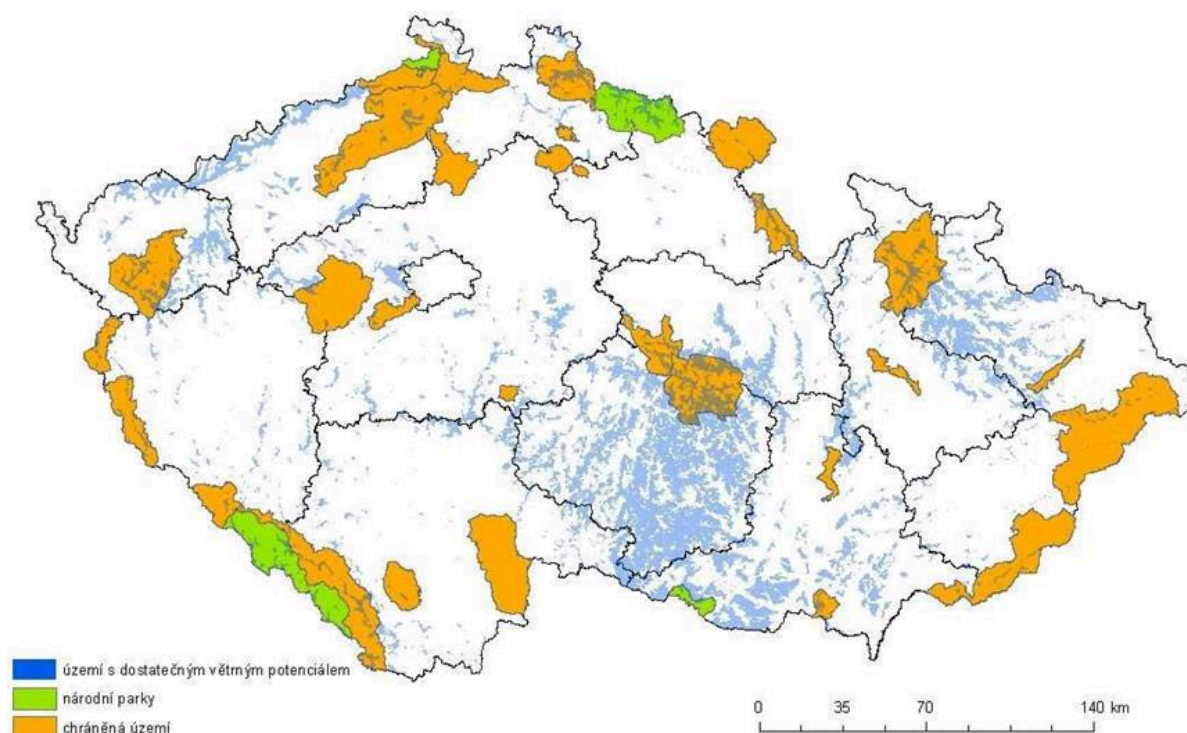 území s dostatečným větrným potenciálem
národní parky
chráněná území
0 35 70 140 km